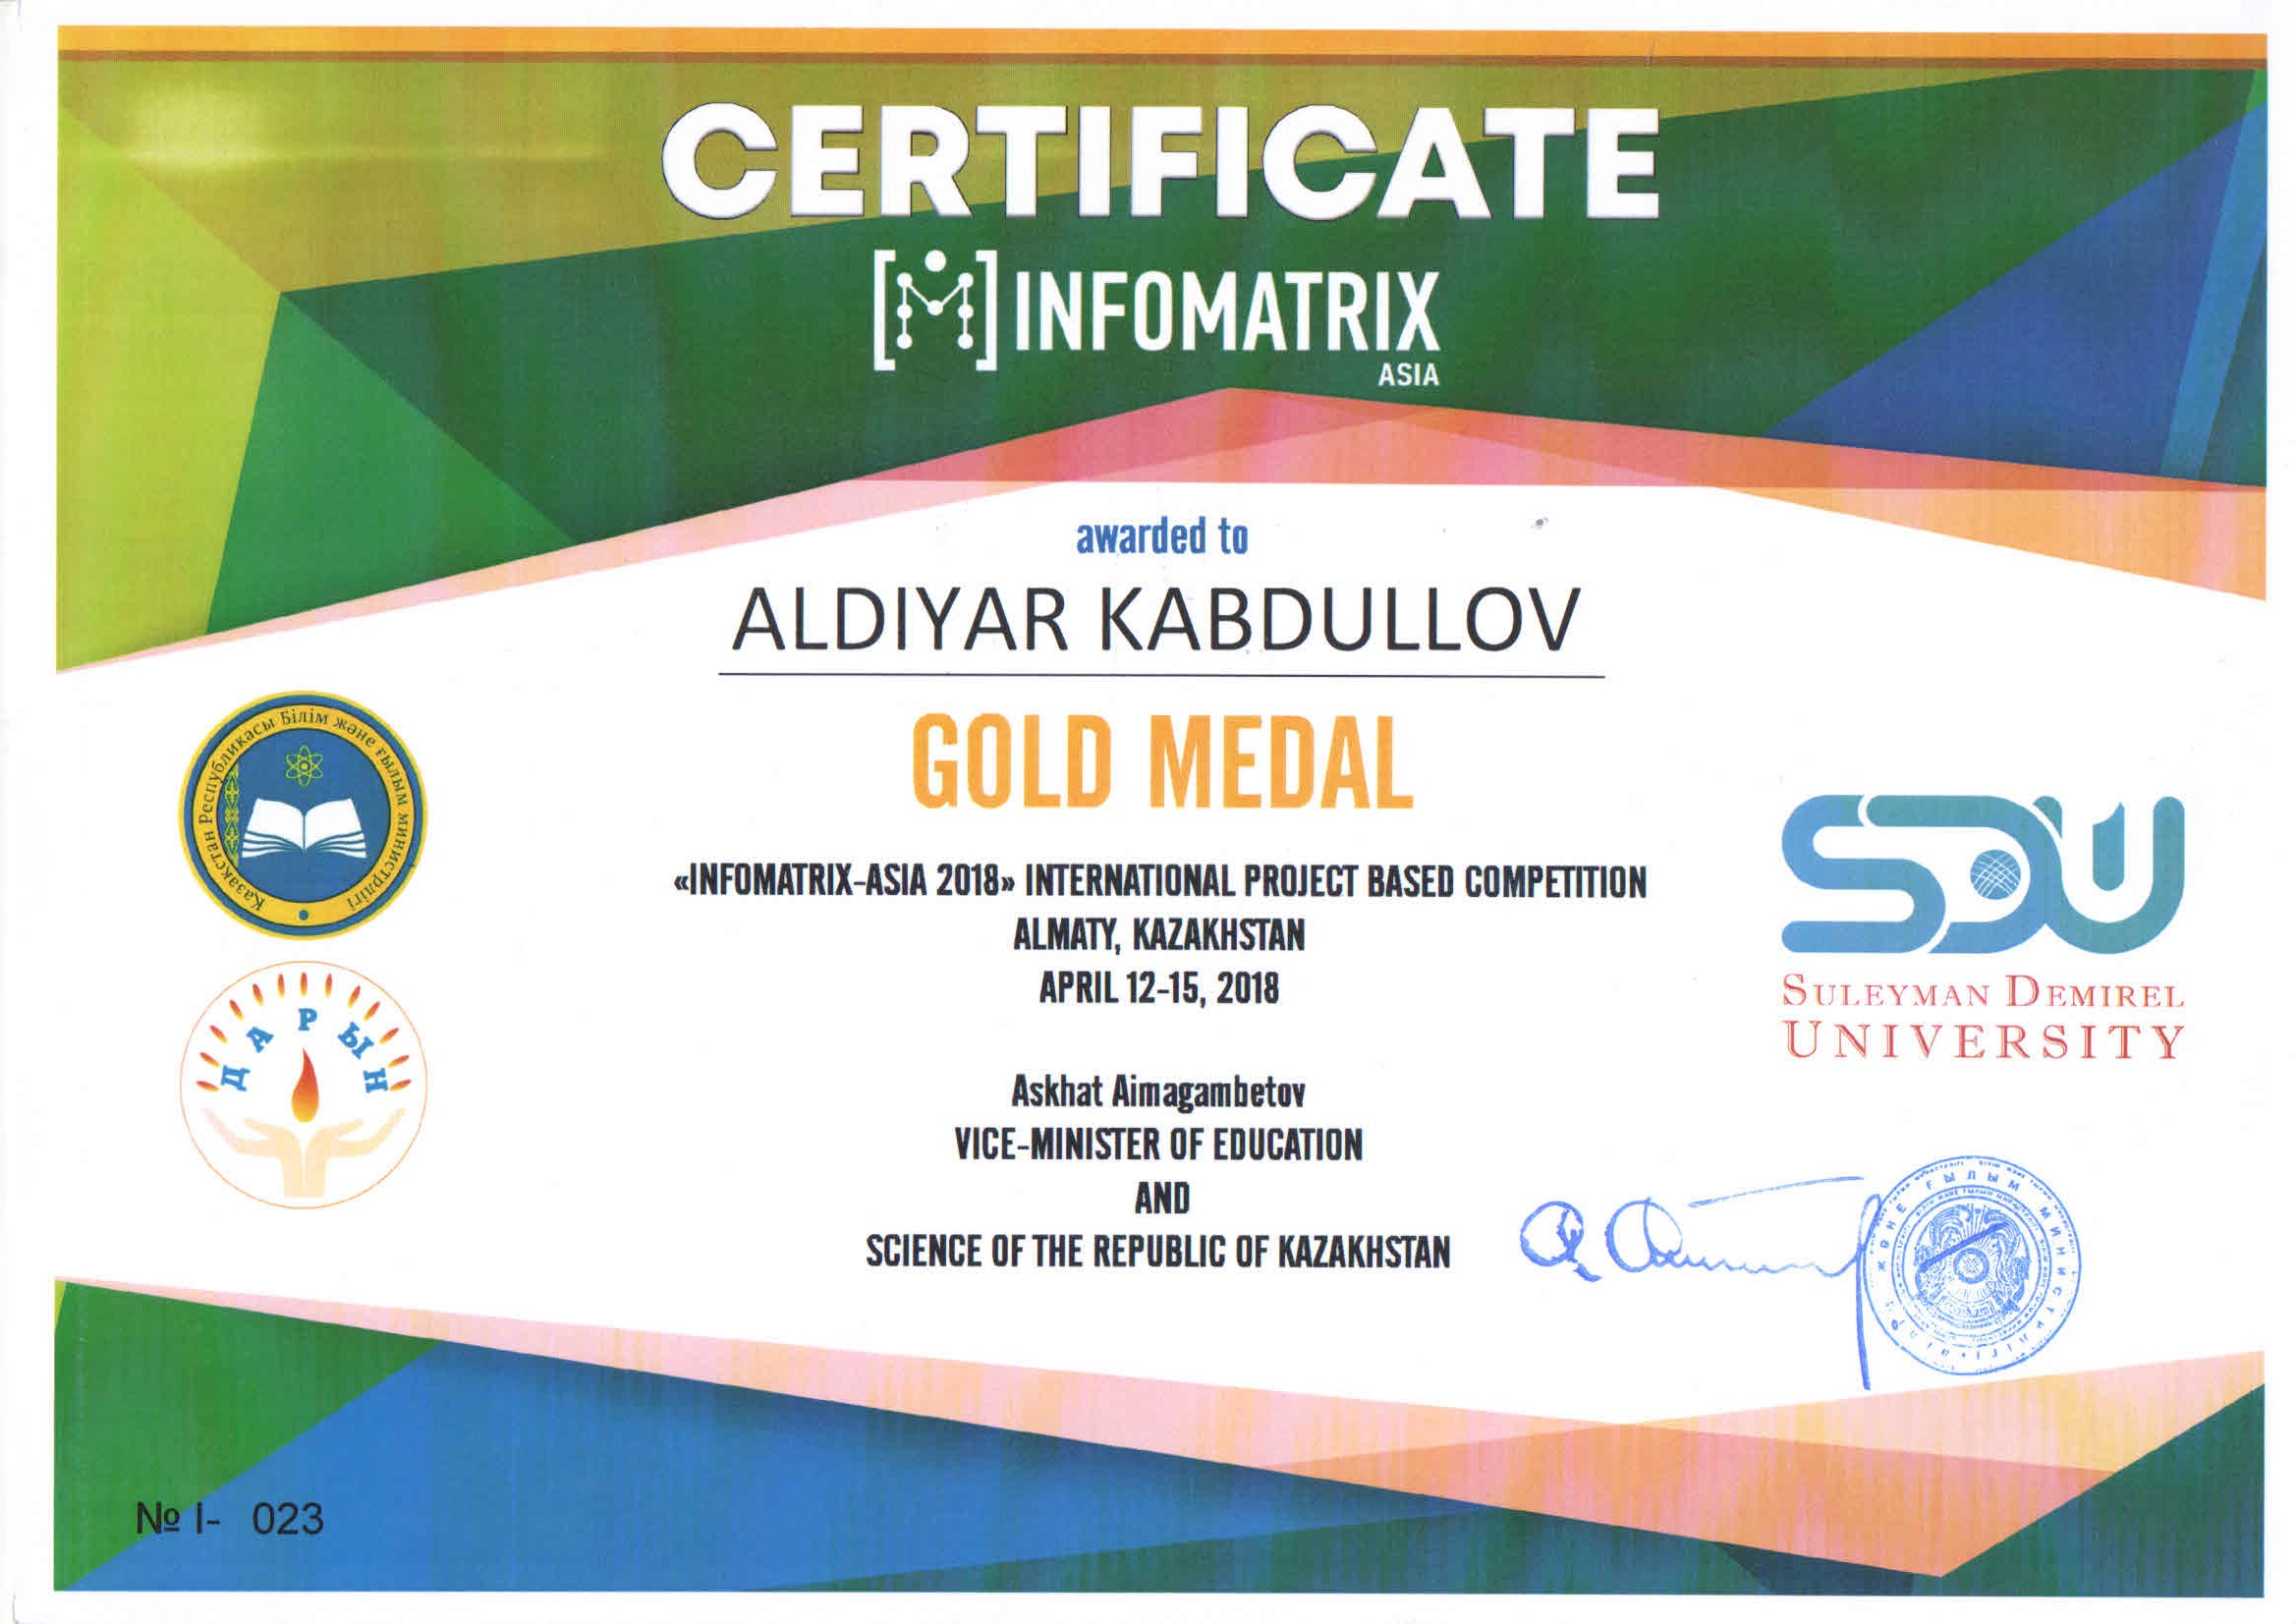 CERTIFICATE
[M] INFOMATRIX
ASIA
awarded to
ALDIYAR KABDULLOV
GOLD MEDAL
«INFOMATRIX-ASIA 2018» INTERNATIONAL PROJECT BASED COMPETITION
ALMATY, KAZAKHSTAN
APRIL 12-15, 2018
Askhat Aimagambetov
VICE-MINISTER OF EDUCATION
AND
SCIENCE OF THE REPUBLIC OF KAZAKHSTAN
Қазақстан Республикасы Білім және ғылым министрлігі
ДАРЫН
SDU
SULEYMAN DEMIREL
UNIVERSITY
ЖӘНЕ ҒЫЛЫМ МИНИСТРЛІГІ
№ I- 023